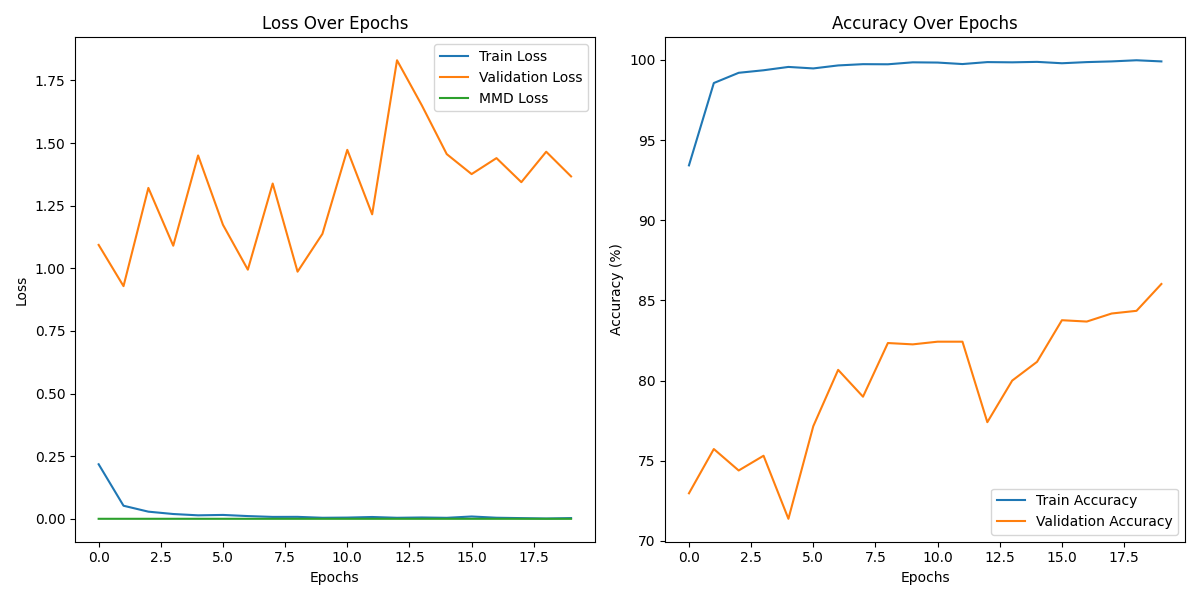 Loss Over Epochs
Train Loss
Validation Loss
MMD Loss
1.75
1.50
1.25
1.00
0.75
0.50
0.25
0.00
Loss
0.0 2.5 5.0 7.5 10.0 12.5 15.0 17.5
Epochs
Accuracy Over Epochs
100
95
90
85
80
75
70
Accuracy (%)
Train Accuracy
Validation Accuracy
0.0 2.5 5.0 7.5 10.0 12.5 15.0 17.5
Epochs